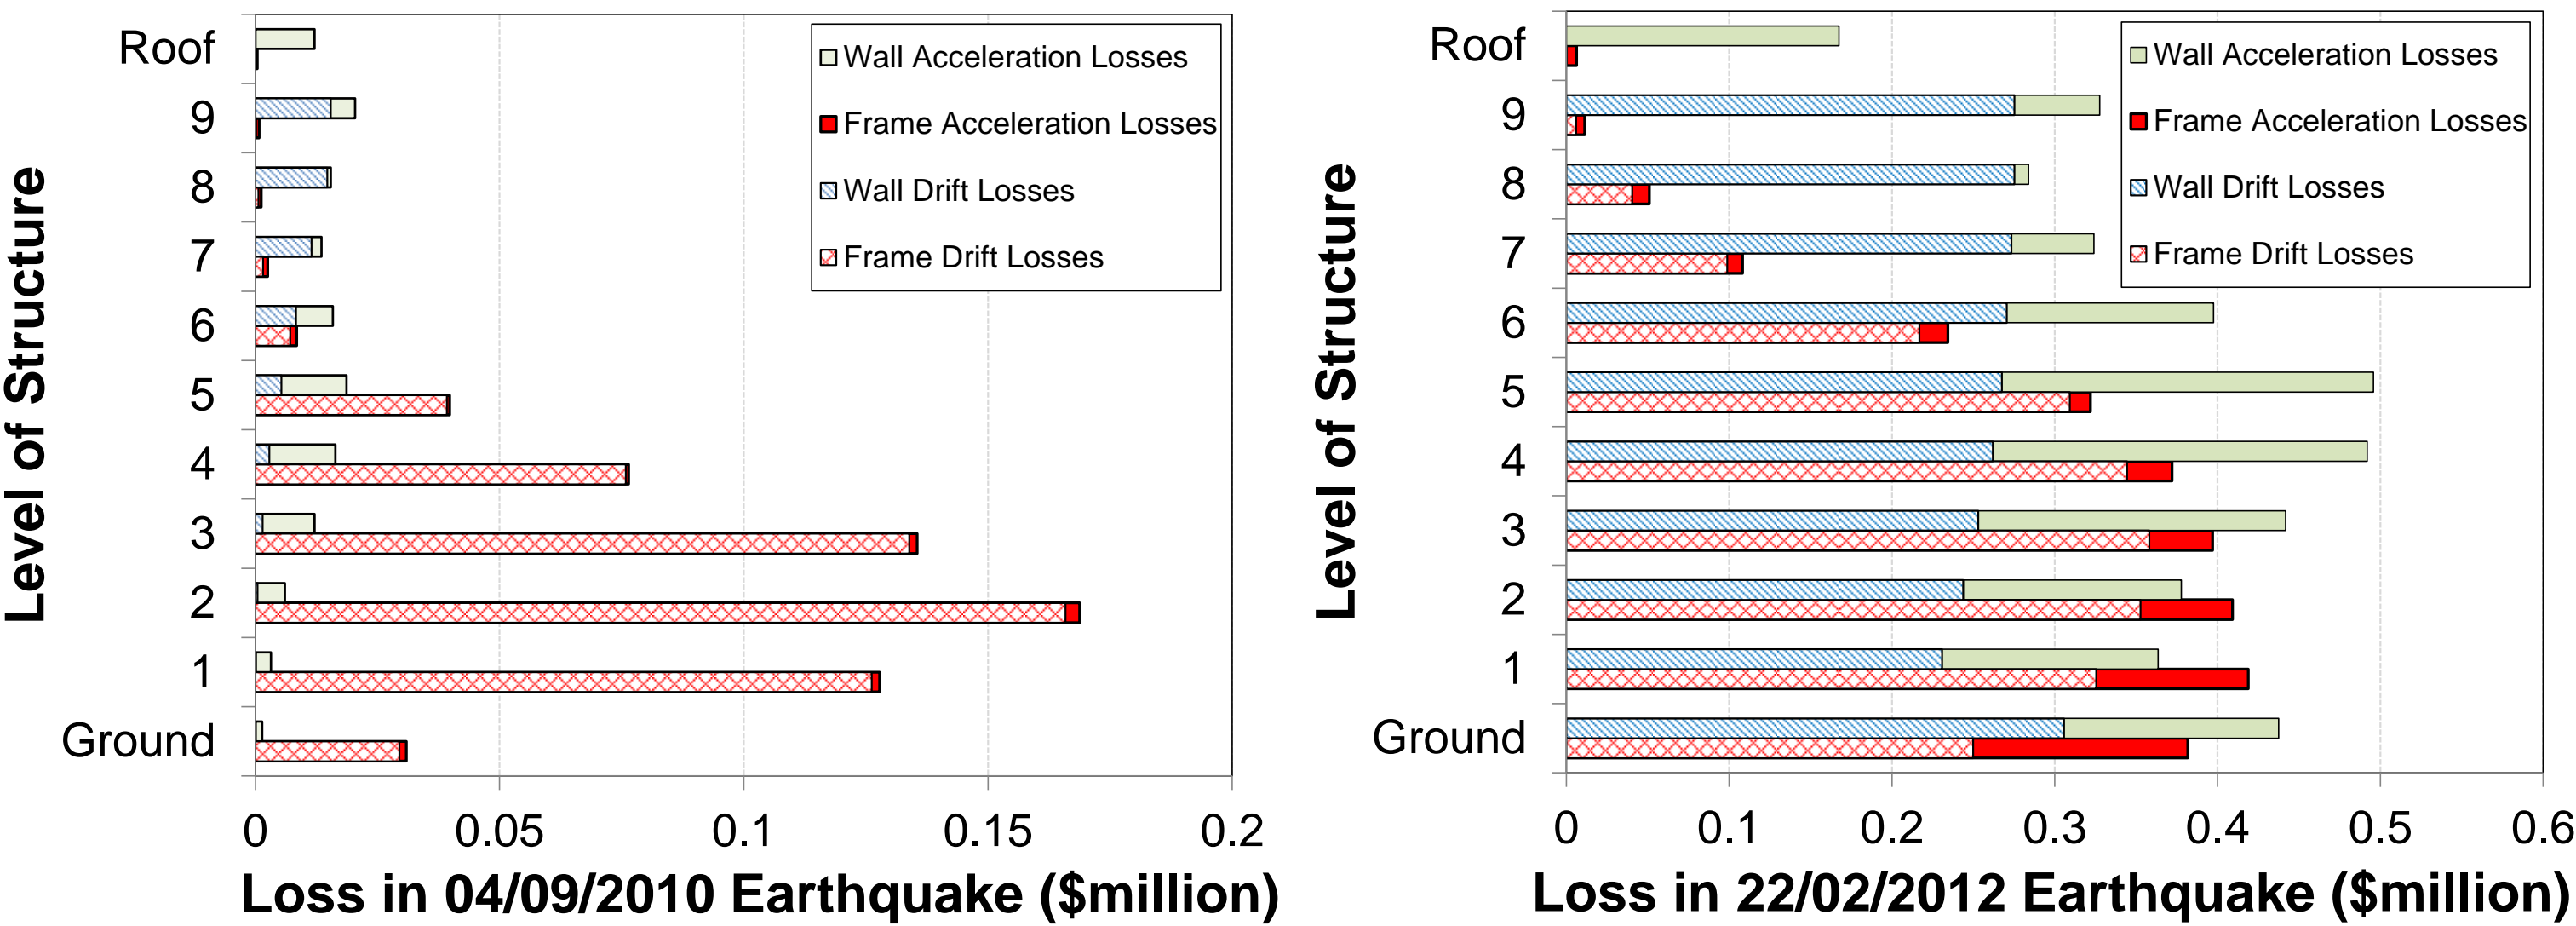 Level of Structure
Roof
9
8
7
6
5
4
3
2
1
Ground
0 0.05 0.1 0.15 0.2
Loss in 04/09/2010 Earthquake ($million)
Wall Acceleration Losses
Frame Acceleration Losses
Wall Drift Losses
Frame Drift Losses
Level of Structure
Roof
9
8
7
6
5
4
3
2
1
Ground
0 0.1 0.2 0.3 0.4 0.5 0.6
Loss in 22/02/2012 Earthquake ($million)
Wall Acceleration Losses
Frame Acceleration Losses
Wall Drift Losses
Frame Drift Losses